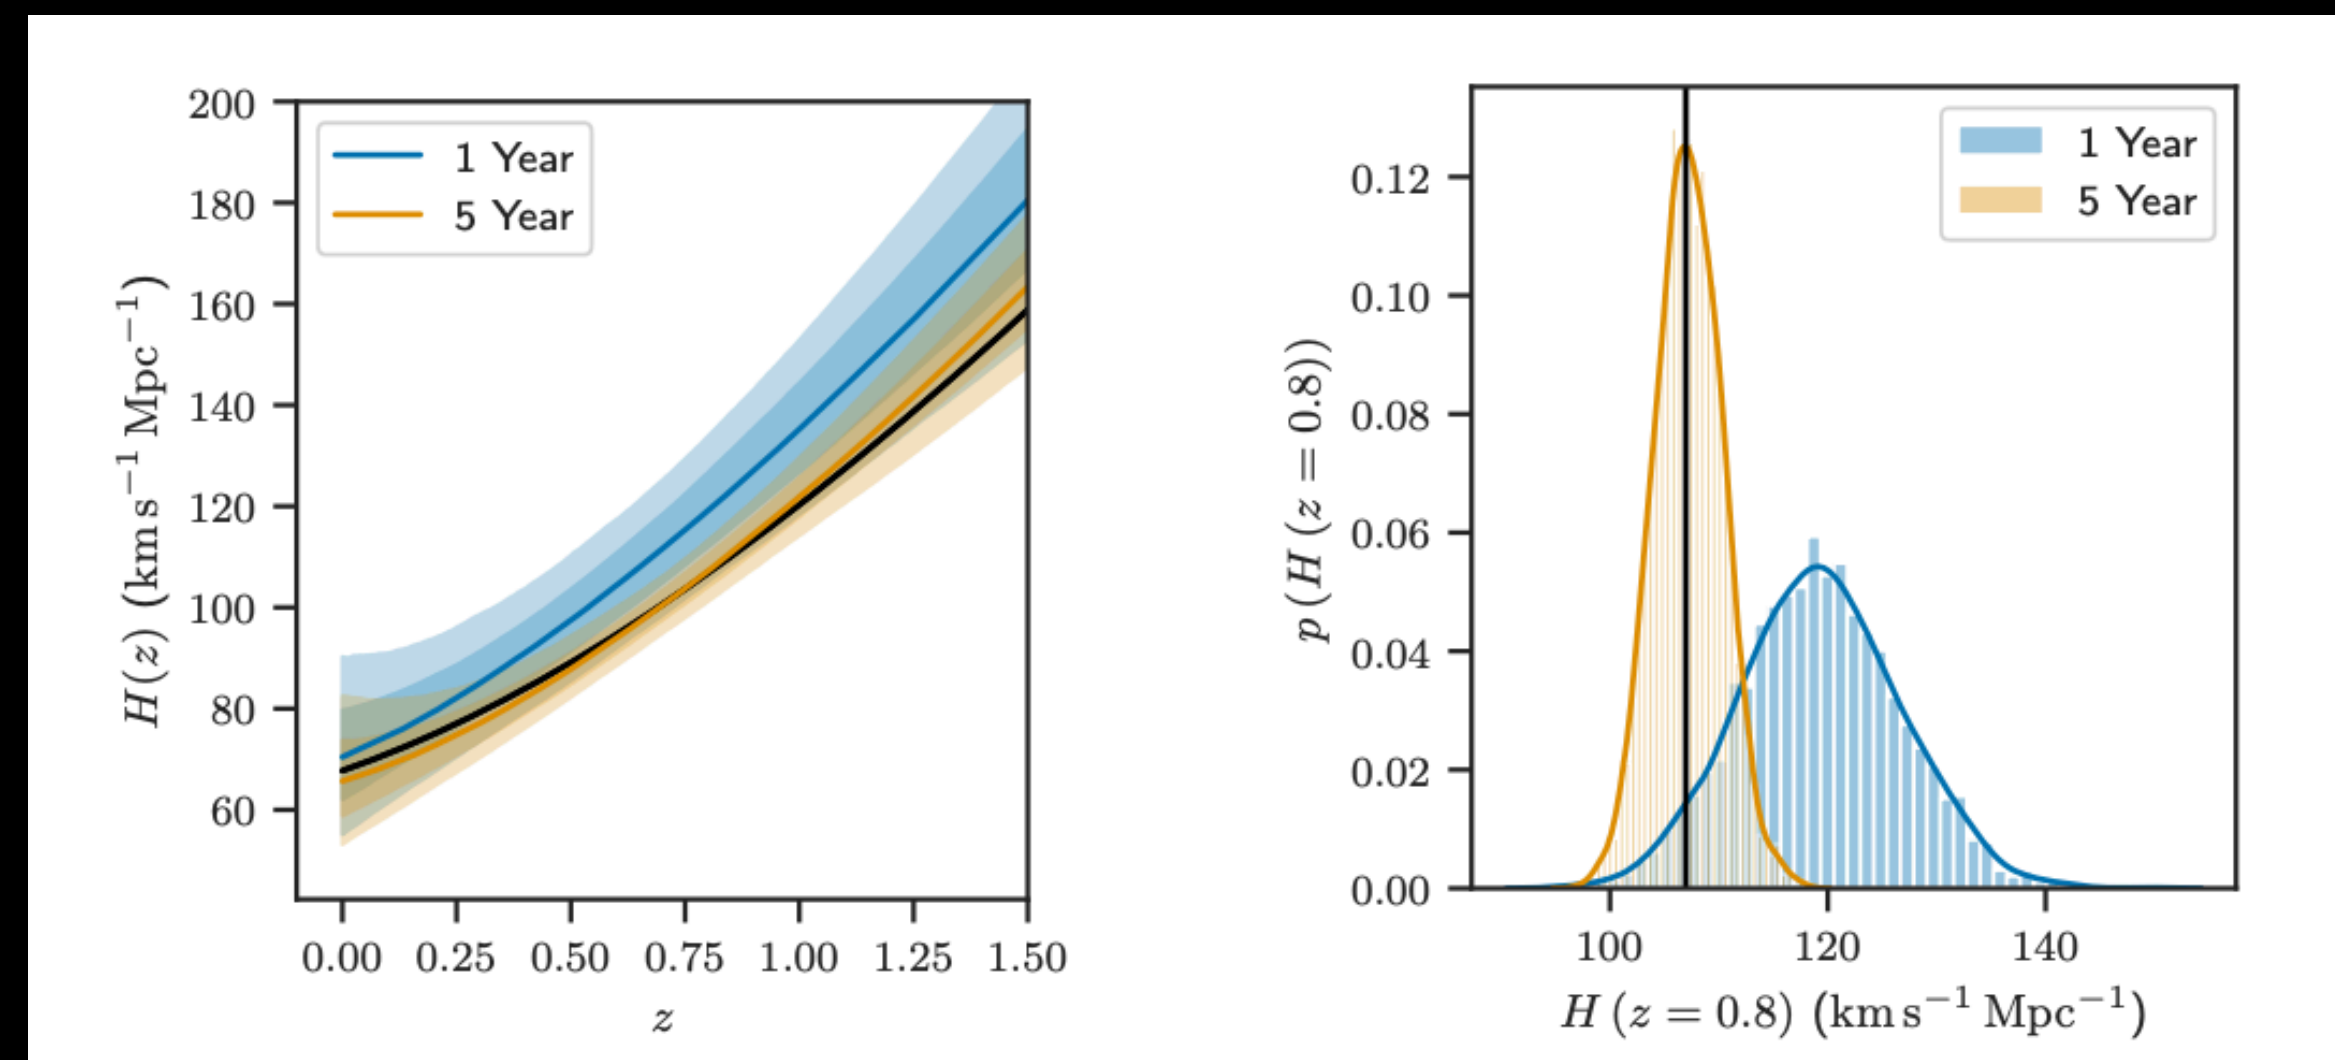 200
180
160
140
120
100
80
60
H(z) (km s⁻¹ Mpc⁻¹)
1 Year
5 Year
0.00 0.25 0.50 0.75 1.00 1.25 1.50
z
0.12
0.10
0.08
0.06
0.04
0.02
0.00
p (H (z = 0.8))
1 Year
5 Year
100 120 140
H (z = 0.8) (km s⁻¹ Mpc⁻¹)